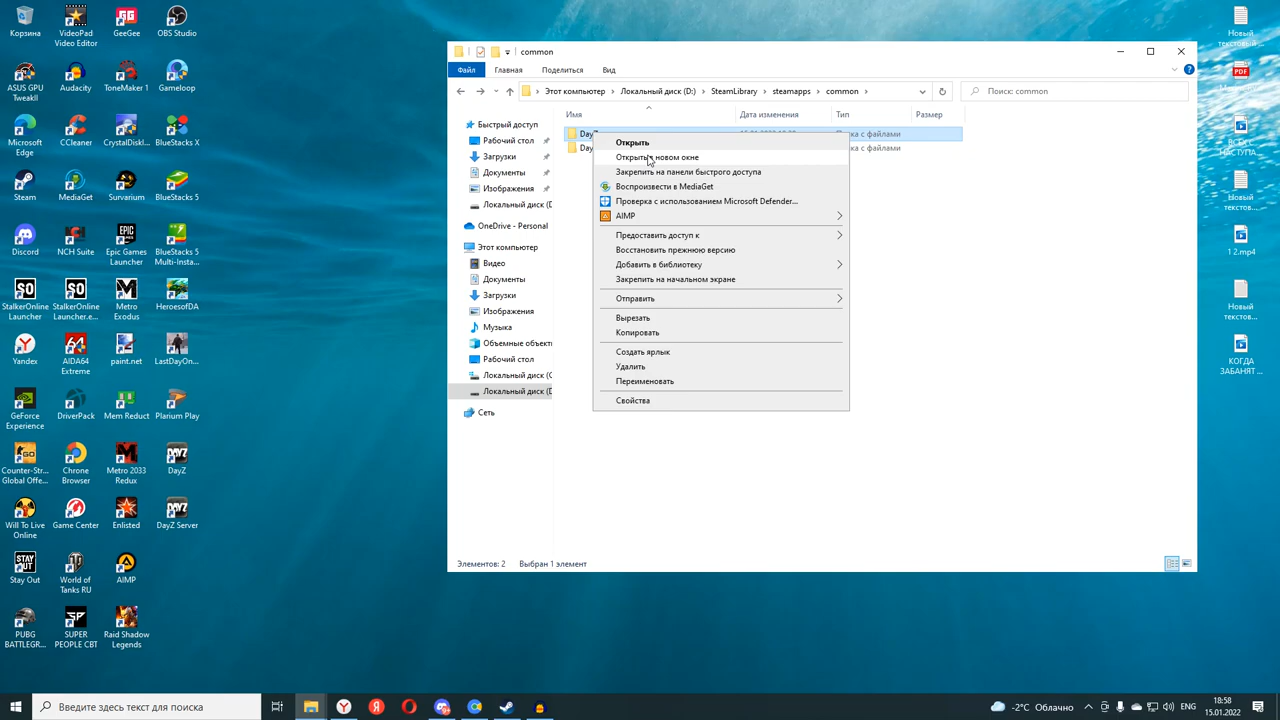 Корзина
VideoPad
Video Editor
GeeGee
OBS Studio
ASUS GPU
TweakII
Audacity
ToneMaker 1
Gameloop
Microsoft
Edge
CCleaner
CrystalDiskI...
BlueStacks X
Steam
MediaGet
Survarium
BlueStacks 5
Discord
NCH Suite
Epic Games
Launcher
BlueStacks 5
Multi-Insta...
StalkerOnline
Launcher
StalkerOnline
Launcher.e...
Metro
Exodus
HeroesofDA
Yandex
AIDA64
Extreme
paint.net
LastDayOn...
GeForce
Experience
DriverPack
Mem Reduct
Plarium Play
Counter-Str...
Global Offe...
Chrone
Browser
Metro 2033
Redux
DayZ
Will To Live
Online
Game Center
Enlisted
DayZ Server
Stay Out
World of
Tanks RU
AIMP
PUBG
BATTLEGR...
SUPER
PEOPLE CBT
Raid Shadow
Legends
common
Файл
Главная
Поделиться
Вид
Этот компьютер
Локальный диск (D:)
SteamLibrary
steamapps
common
Поиск: common
Имя
Дата изменения
Тип
Размер
Быстрый доступ
Рабочий стол
Загрузки
Документы
Изображения
Локальный диск (D
OneDrive - Personal
Этот компьютер
Видео
Документы
Загрузки
Изображения
Музыка
Объемные объект
Рабочий стол
Локальный диск (C
Локальный диск (D
Сеть
DayZ
ка с файлами
Day
ка с файлами
Открыть
Открыть в новом окне
Закрепить на панели быстрого доступа
Воспроизвести в MediaGet
Проверка с использованием Microsoft Defender...
AIMP
Предоставить доступ к
Восстановить прежнюю версию
Добавить в библиотеку
Закрепить на начальном экране
Отправить
Вырезать
Копировать
Создать ярлык
Удалить
Переименовать
Свойства
Элементов: 2
Выбран 1 элемент
Новый
текстовый
PDF
НАСТУПА...
Новый
текстов...
1 2.mp4
Новый
текстов...
КОГДА
ЗАБАНЯТ
Введите здесь текст для поиска
-2°C Облачно
ENG
18:58
15.01.2022